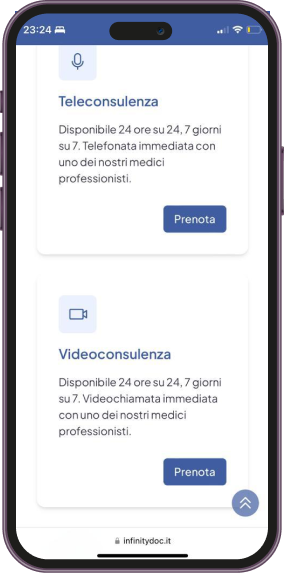 23:24
Teleconsulenza
Disponibile 24 ore su 24, 7 giorni
su 7. Telefonata immediata con
uno dei nostri medici
professionisti.
Prenota
Videoconsulenza
Disponibile 24 ore su 24, 7 giorni
su 7. Videochiamata immediata
con uno dei nostri medici
professionisti.
Prenota
infinitydoc.it